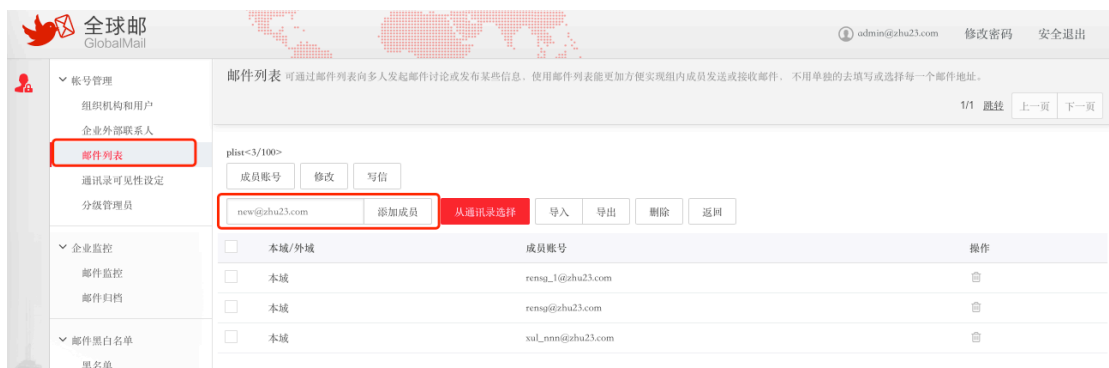 全球邮
GlobalMail
admin@zhu23.com 修改密码 安全退出
帐号管理
组织机构和用户
企业外部联系人
邮件列表
通讯录可见性设定
分级管理员
企业监控
邮件监控
邮件归档
邮件黑白名单
黑名单
邮件列表 可通过邮件列表向多人发起邮件讨论或发布某些信息。使用邮件列表能更加方便实现组内成员发送或接收邮件。 不用单独的去填写或选择每一个邮件地址。
1/1 跳转 上一页 下一页
plist<3/100>
成员账号 修改 写信
new@zhu23.com 添加成员 从通讯录选择 导入 导出 删除 返回
本域/外域 成员账号 操作
本域 rensg_1@zhu23.com
本域 rensg@zhu23.com
本域 xul_nnn@zhu23.com